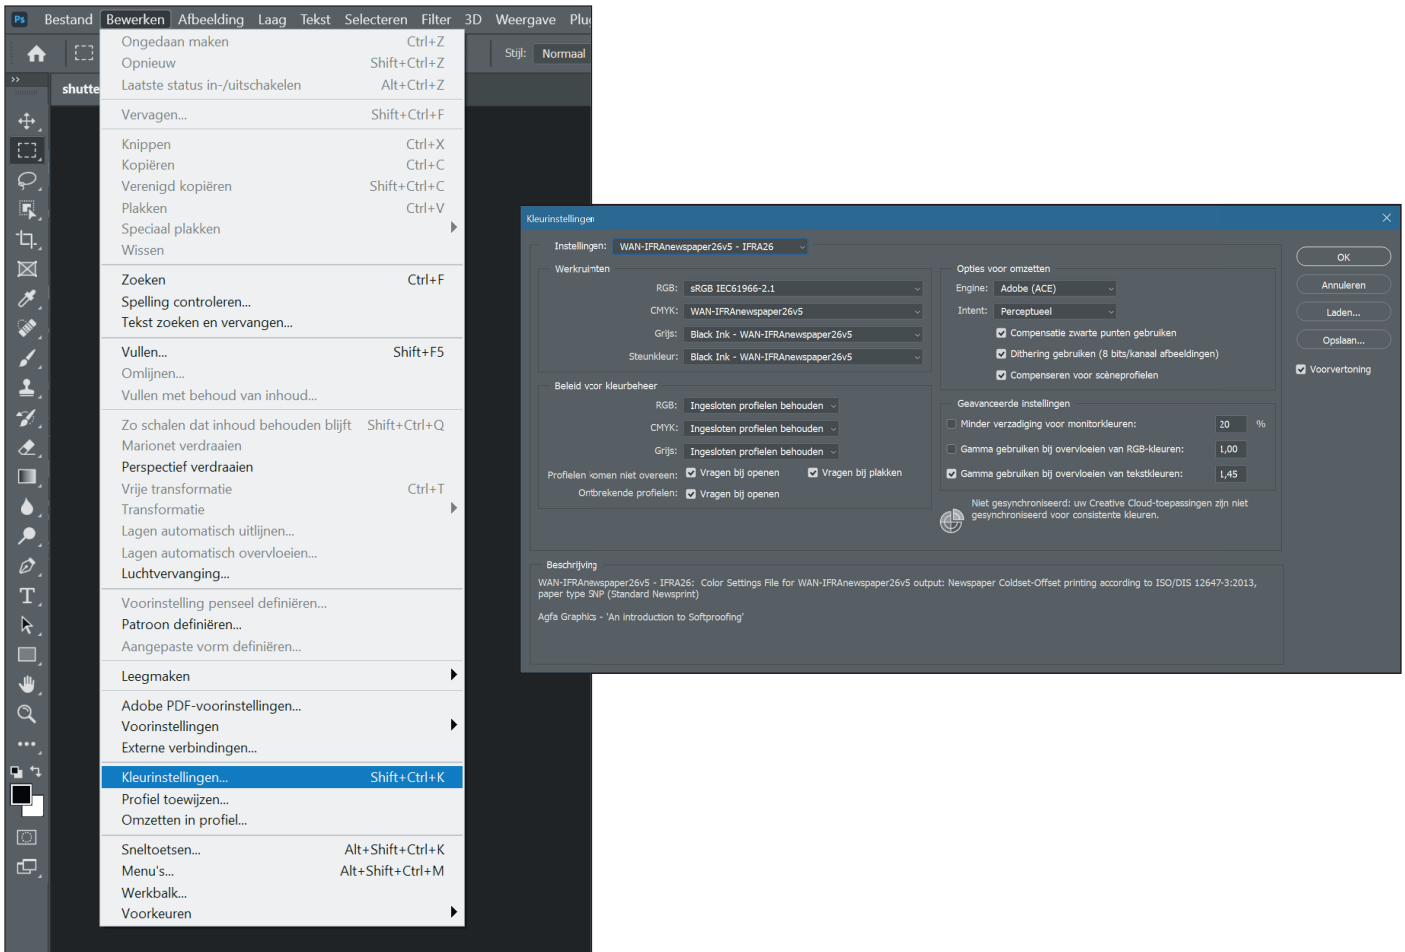 Ps Bestand Bewerken Afbeelding Laag Tekst Selecteren Filter 3D Weergave
Stijl: Normaal
shutte
Ongedaan maken Ctrl+Z
Opnieuw Shift+Ctrl+Z
Laatste status in-/uitschakelen Alt+Ctrl+Z
Vervagen... Shift+Ctrl+F
Knippen Ctrl+X
Kopiëren Ctrl+C
Verenigd kopiëren Shift+Ctrl+C
Plakken Ctrl+V
Speciaal plakken
Wissen
Zoeken Ctrl+F
Spelling controleren...
Tekst zoeken en vervangen...
Vullen... Shift+F5
Omlijnen...
Vullen met behoud van inhoud...
Zo schalen dat inhoud behouden blijft Shift+Ctrl+Q
Marionet verdraaien
Perspectief verdraaien
Vrije transformatie Ctrl+T
Transformatie
Lagen automatisch uitlijnen...
Lagen automatisch overvloeien...
Luchtvervanging...
Voorinstelling penseel definiëren...
Patroon definiëren...
Aangepaste vorm definiëren...
Leegmaken
Adobe PDF-voorinstellingen...
Voorinstellingen
Externe verbindingen...
Kleurinstellingen... Shift+Ctrl+K
Profiel toewijzen...
Omzetten in profiel...
Sneltoetsen... Alt+Shift+Ctrl+K
Menu's... Alt+Shift+Ctrl+M
Werkbalk...
Voorkeuren
Kleurinstellingen
Instellingen: WAN-IFRAnewspaper26v5 - IFRA26
Werkruimten
RGB: sRGB IEC61966-2.1
CMYK: WAN-IFRAnewspaper26v5
Grijs: Black Ink - WAN-IFRAnewspaper26v5
Steunkleur: Black Ink - WAN-IFRAnewspaper26v5
Beleid voor kleurbeheer
RGB: Ingesloten profielen behouden
CMYK: Ingesloten profielen behouden
Grijs: Ingesloten profielen behouden
Profielen komen niet overeen: Vragen bij openen Vragen bij plakken
Ontbrekende profielen: Vragen bij openen
Opties voor omzetten
Engine: Adobe (ACE)
Intent: Perceptueel
Compensatie zwarte punten gebruiken
Dithering gebruiken (8 bits/kanaal afbeeldingen)
Compenseren voor scèneprofielen
Geavanceerde instellingen
Minder verzadiging voor monitorkleuren: 20 %
Gamma gebruiken bij overvloeien van RGB-kleuren: 1,00
Gamma gebruiken bij overvloeien van tekstkleuren: 1,45
Niet gesynchroniseerd: uw Creative Cloud-toepassingen zijn niet
gesynchroniseerd voor consistente kleuren.
OK
Annuleren
Laden...
Opslaan...
Voorvertoning
Beschrijving
WAN-IFRAnewspaper26v5 - IFRA26: Color Settings File for WAN-IFRAnewspaper26v5 output: Newspaper Coldset-Offset printing according to ISO/DIS 12647-3:2013,
paper type SNP (Standard Newsprint)
Agfa Graphics - 'An introduction to Softproofing'